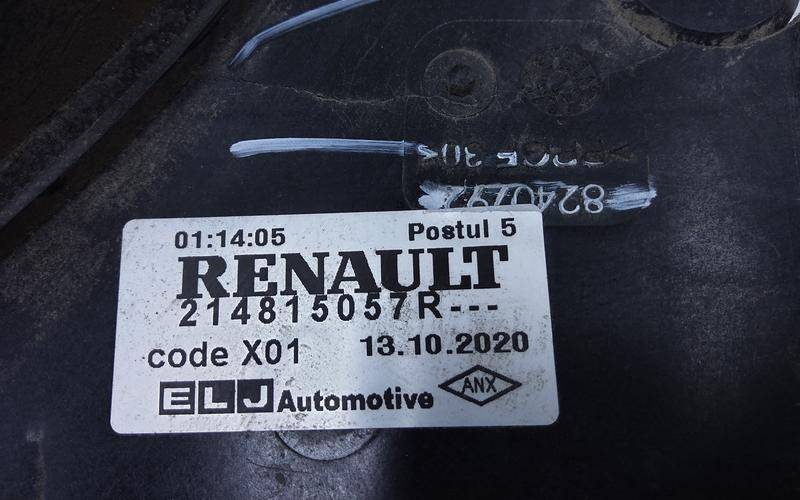 01:14:05 Postul 5
RENAULT
214815057R---
code X01 13.10.2020
ELJ Automotive ANX